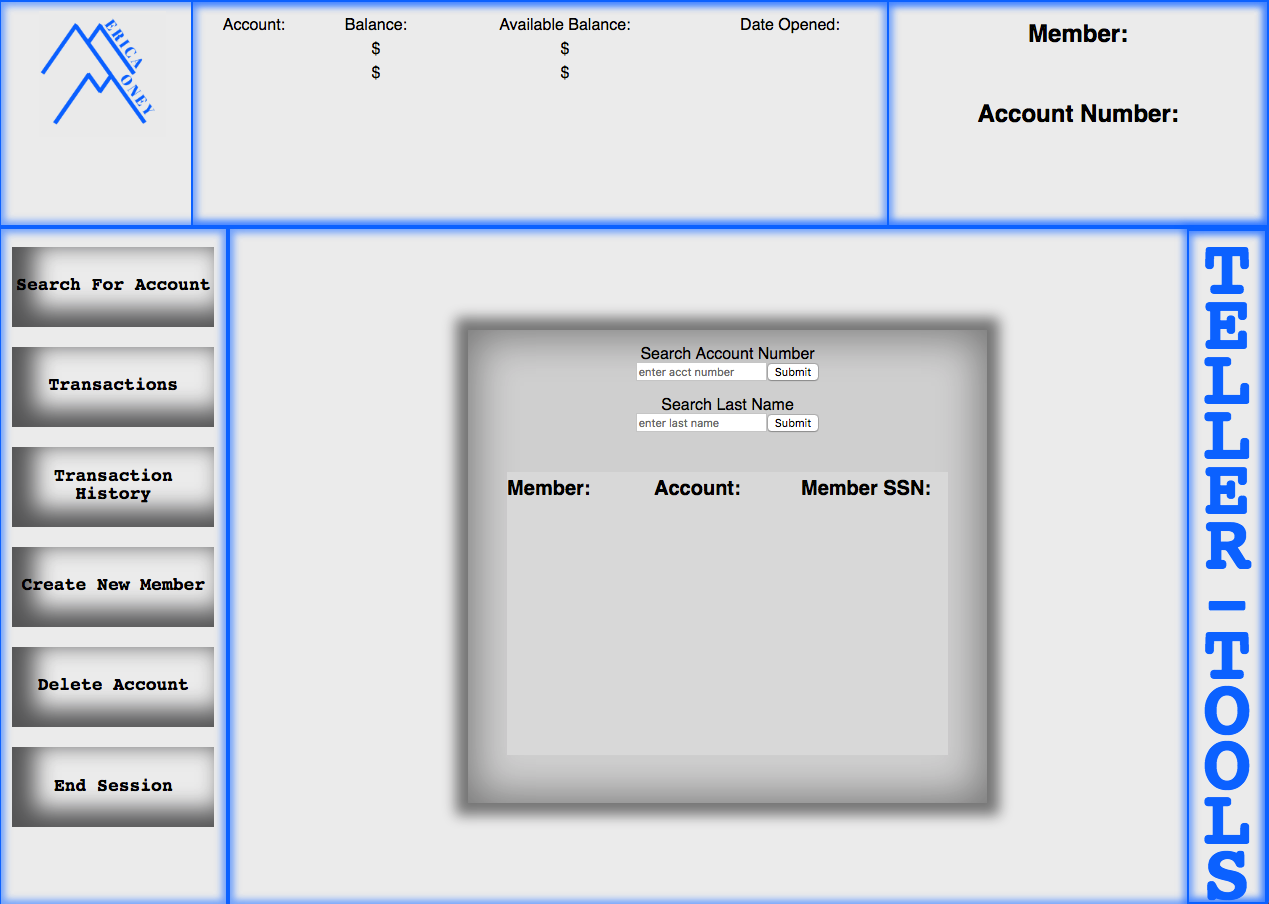 ERICA
ONEY
Account: Balance: Available Balance: Date Opened:
$ $
$ $
Member:
Account Number:
Search For Account
Transactions
Transaction
History
Create New Member
Delete Account
End Session
Search Account Number
enter acct number Submit
Search Last Name
enter last name Submit
Member: Account: Member SSN:
TELLER-TOOLS